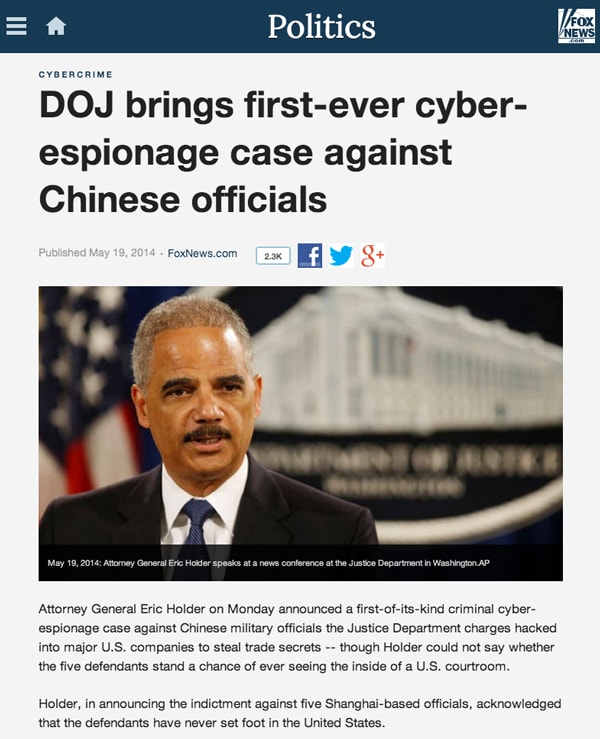 Politics
FOX
NEWS
.com
CYBERCRIME
DOJ brings first-ever cyber-
espionage case against
Chinese officials
Published May 19, 2014 · FoxNews.com 2.3K f g+
DEPARTMENT OF JUSTICE
WASHINGTON
May 19, 2014: Attorney General Eric Holder speaks at a news conference at the Justice Department in Washington.AP
Attorney General Eric Holder on Monday announced a first-of-its-kind criminal cyber-
espionage case against Chinese military officials the Justice Department charges hacked
into major U.S. companies to steal trade secrets -- though Holder could not say whether
the five defendants stand a chance of ever seeing the inside of a U.S. courtroom.
Holder, in announcing the indictment against five Shanghai-based officials, acknowledged
that the defendants have never set foot in the United States.